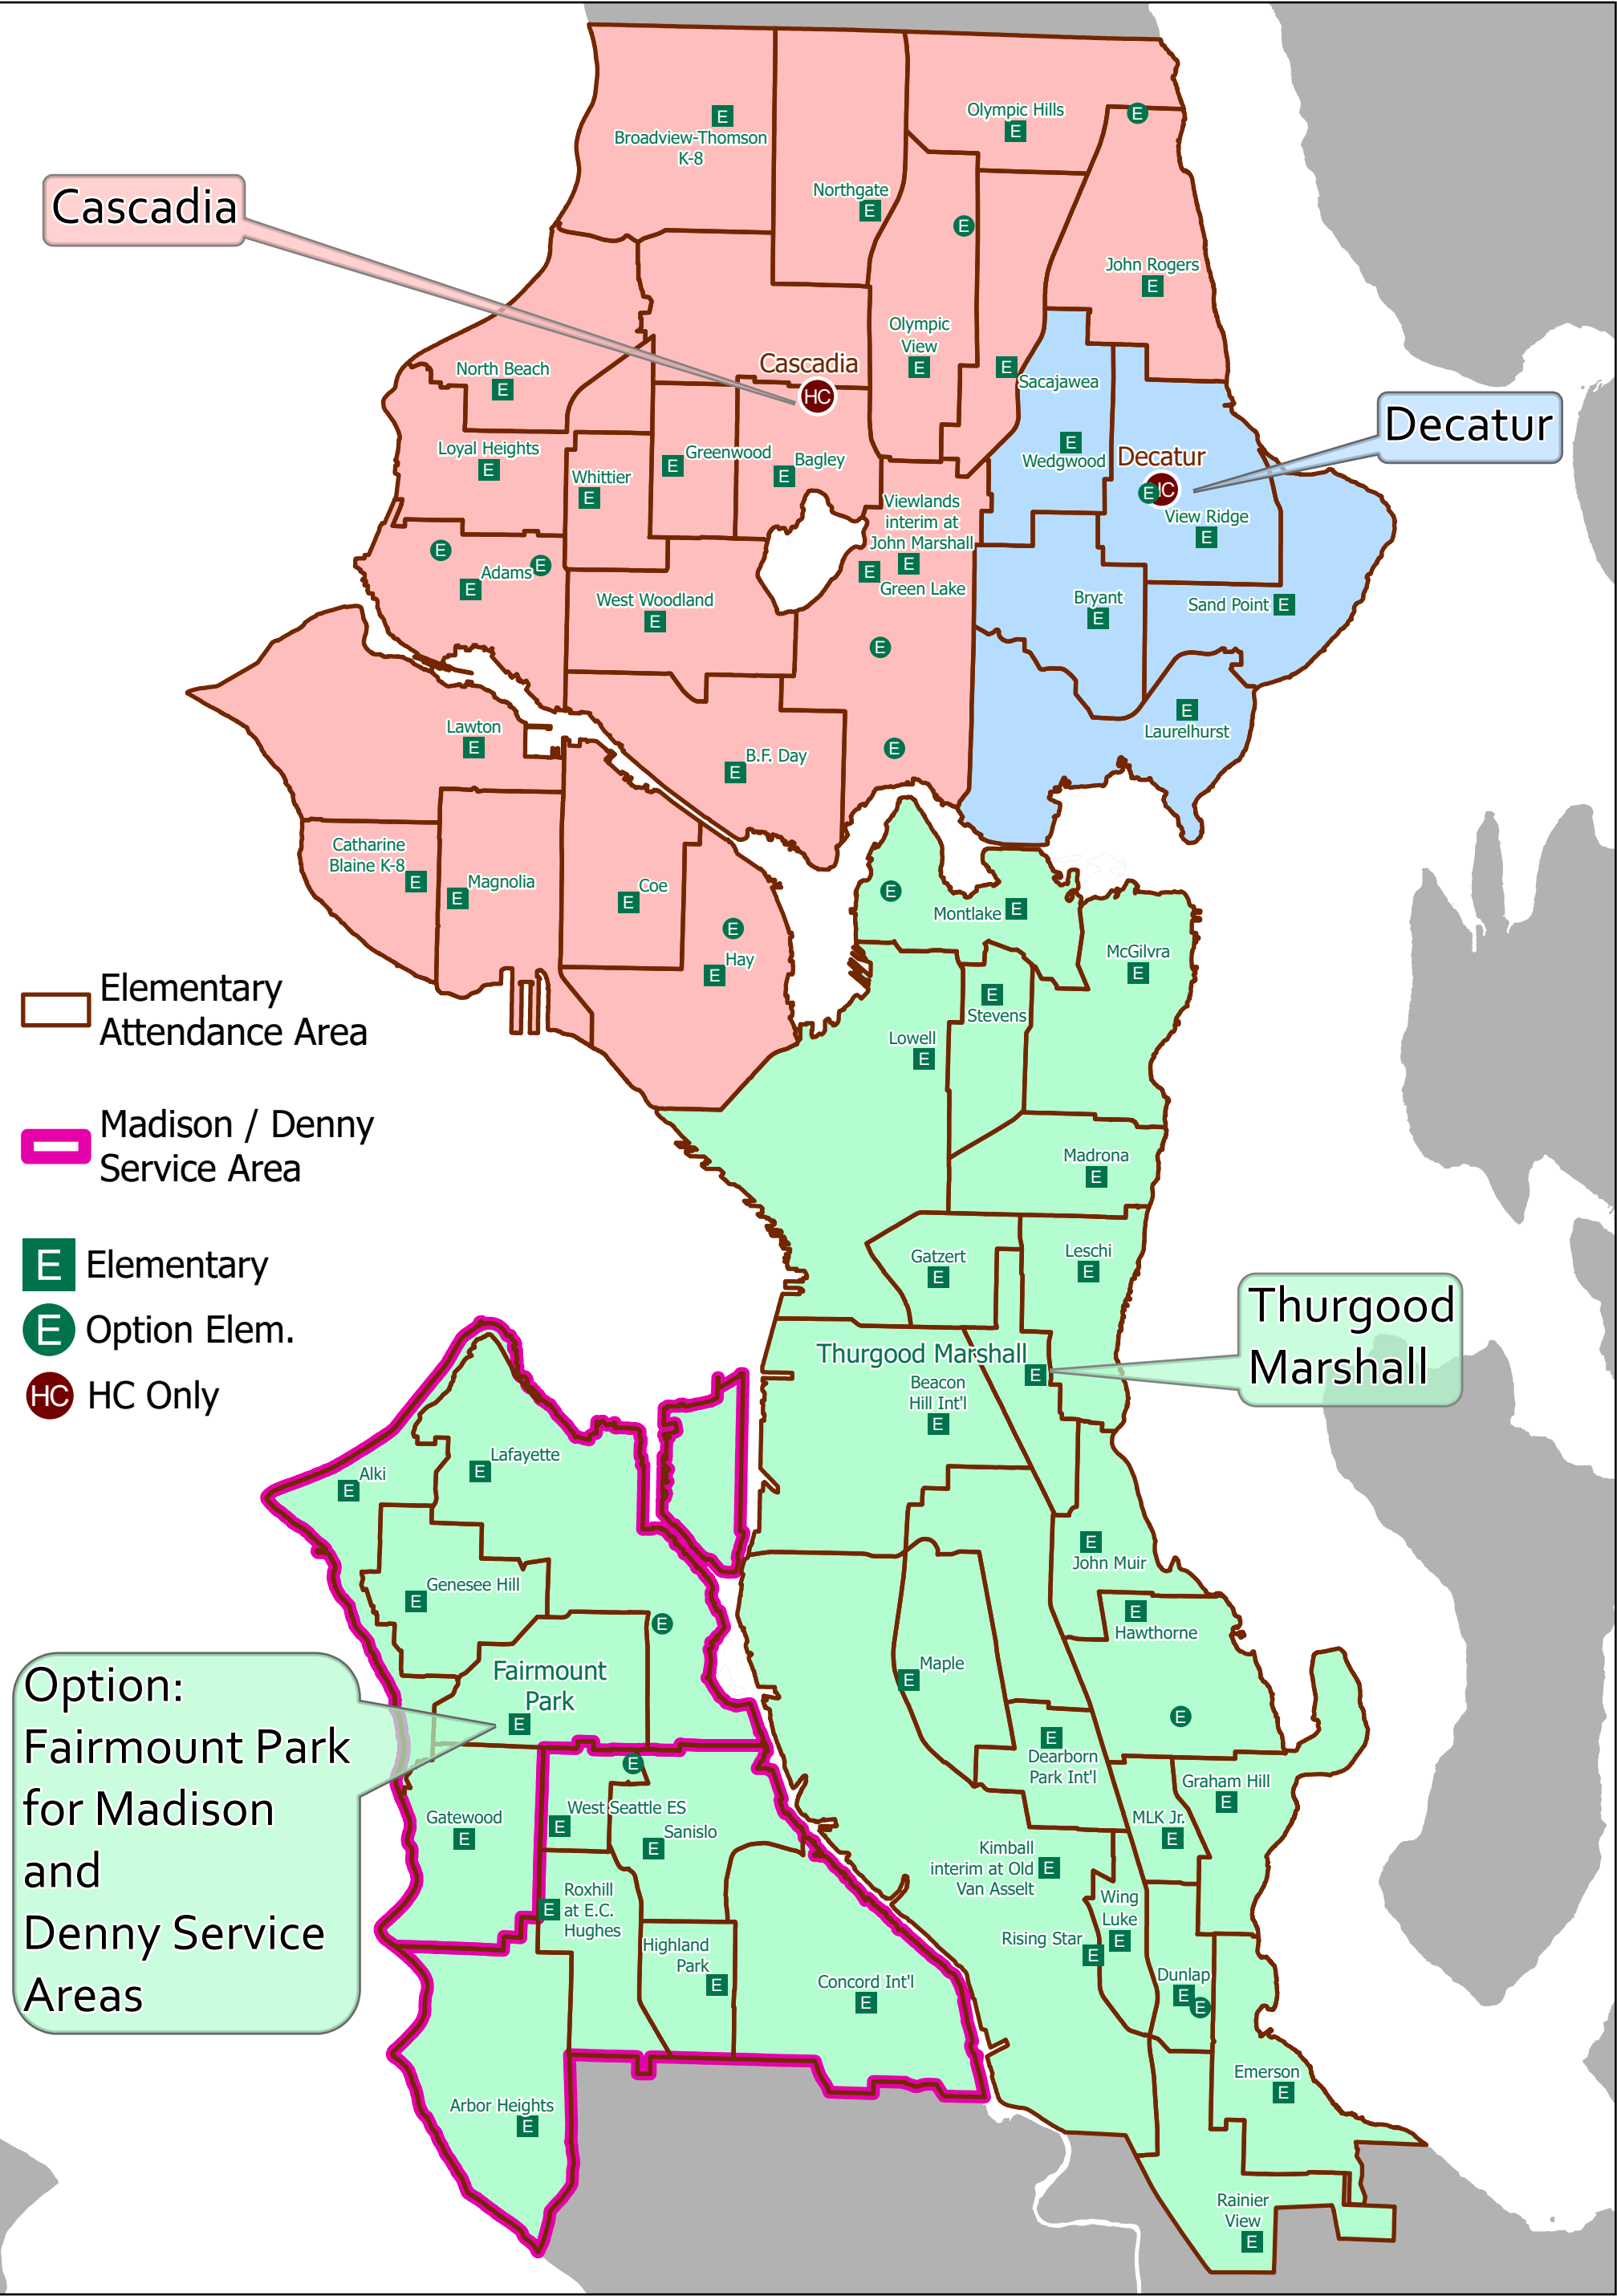 Cascadia
Decatur
Thurgood
Marshall
Option:
Fairmount Park
for Madison
and
Denny Service
Areas
Elementary
Attendance Area
Madison / Denny
Service Area
E Elementary
E Option Elem.
HC HC Only
E
Broadview-Thomson
K-8
Olympic Hills
E
E
Northgate
E
E
John Rogers
E
Olympic
View
E
E
Sacajawea
Cascadia
HC
North Beach
E
Loyal Heights
E
Whittier
E
E Greenwood
Bagley
E
Wedgwood
E
Decatur
E HC
View Ridge
E
Viewlands
interim at
John Marshall
E
E
Green Lake
E
Adams
E
E
West Woodland
E
Bryant
E
Sand Point E
E
Laurelhurst
E
Lawton
E
B.F. Day
E
E
Catharine
Blaine K-8
E
Magnolia
E
Coe
E
E
Hay
E
E
Montlake E
McGilvra
E
E
Stevens
Lowell
E
Madrona
E
Gatzert
E
Leschi
E
Thurgood Marshall
E
Beacon
Hill Int'l
E
Lafayette
E
Alki
E
Genesee Hill
E
E
Fairmount
Park
E
E
John Muir
E
Hawthorne
Maple
E
E
E
Dearborn
Park Int'l
Graham Hill
E
MLK Jr.
E
E
West Seattle ES
E
Gatewood
E
Sanislo
E
Kimball
interim at Old
Van Asselt
E
Roxhill
at E.C.
Hughes
E
Wing
Luke
E
Rising Star
E
Highland
Park
E
Concord Int'l
E
Dunlap
E
E
Emerson
E
Arbor Heights
E
Rainier
View
E